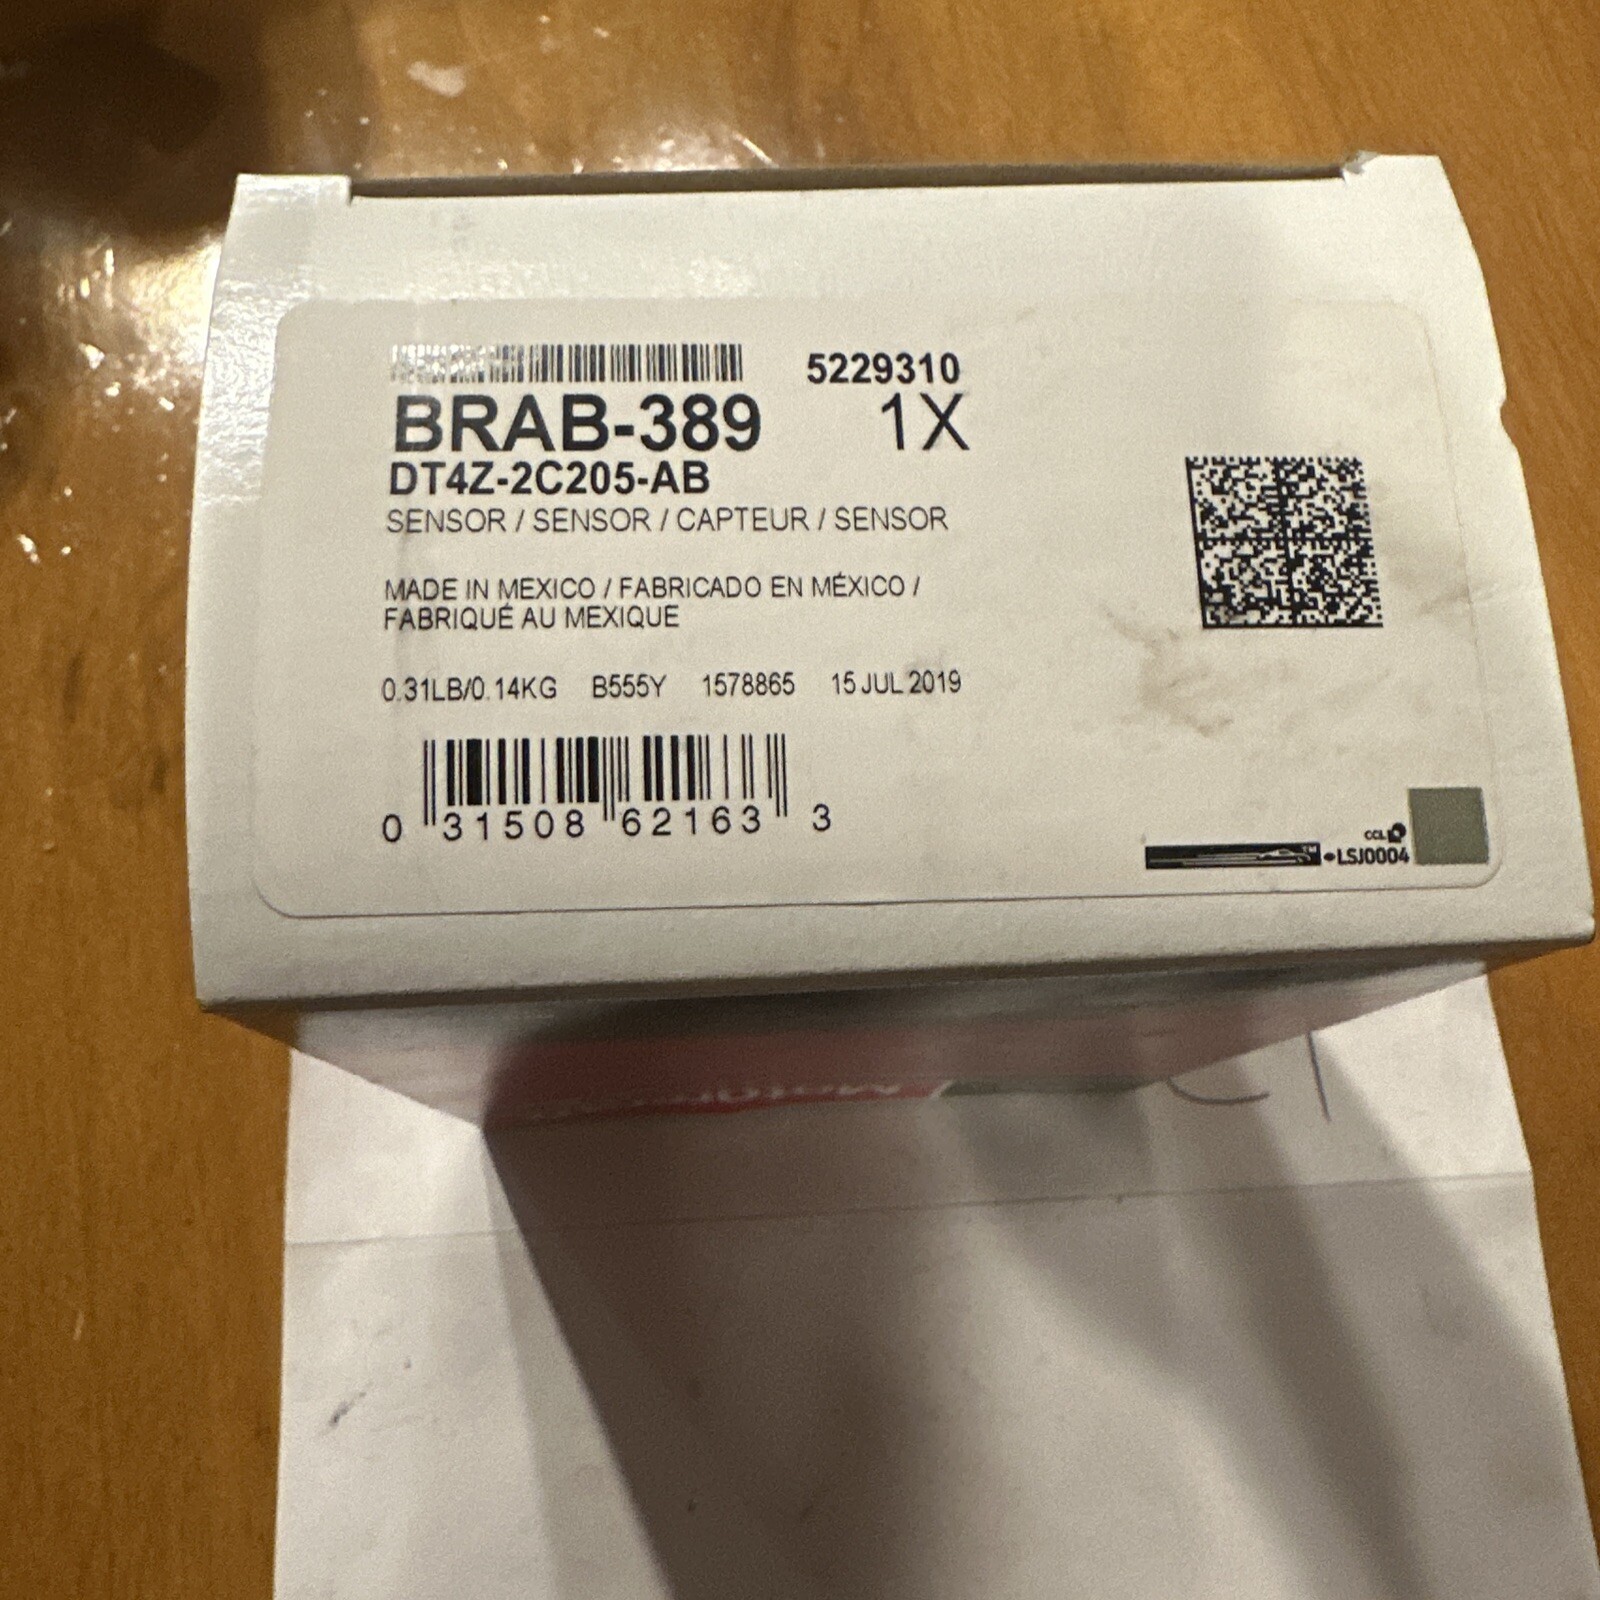 5229310
BRAB-389 1X
DT4Z-2C205-AB
SENSOR / SENSOR / CAPTEUR / SENSOR
MADE IN MEXICO / FABRICADO EN MÉXICO /
FABRIQUÉ AU MEXIQUE
0.31LB/0.14KG B555Y 1578865 15 JUL 2019
0 31508 62163 3
CCL
LSJ0004